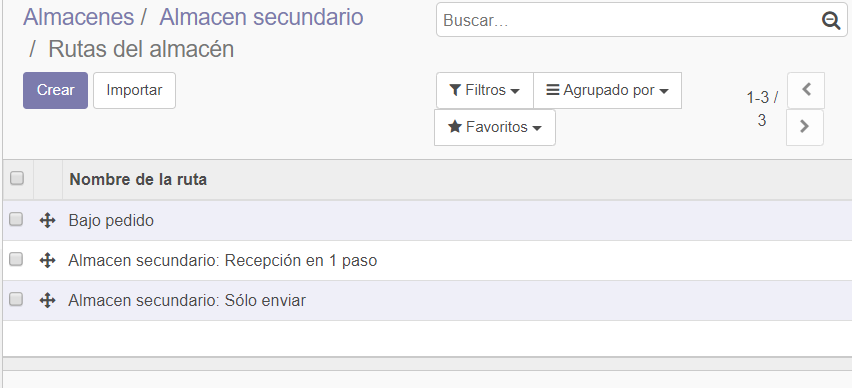 Almacenes / Almacen secundario
/ Rutas del almacén
Buscar...
Crear Importar
Filtros Agrupado por
Favoritos
1-3 /
3
Nombre de la ruta
Bajo pedido
Almacen secundario: Recepción en 1 paso
Almacen secundario: Sólo enviar